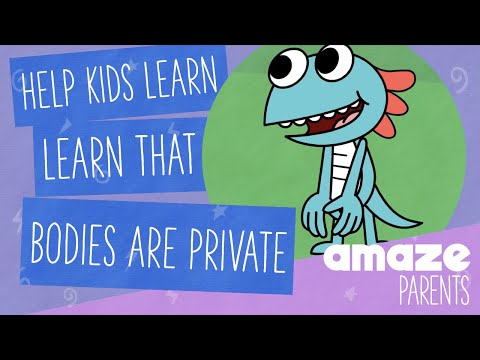 HELP KIDS LEARN
LEARN THAT
BODIES ARE PRIVATE
amaze
PARENTS